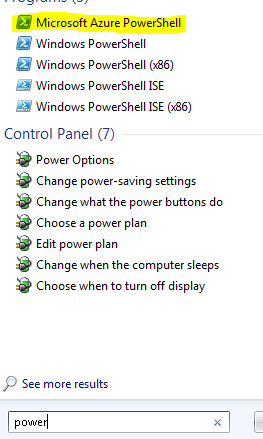 Programs (5)
Microsoft Azure PowerShell
Windows PowerShell
Windows PowerShell (x86)
Windows PowerShell ISE
Windows PowerShell ISE (x86)
Control Panel (7)
Power Options
Change power-saving settings
Change what the power buttons do
Choose a power plan
Edit power plan
Change when the computer sleeps
Choose when to turn off display
See more results
power